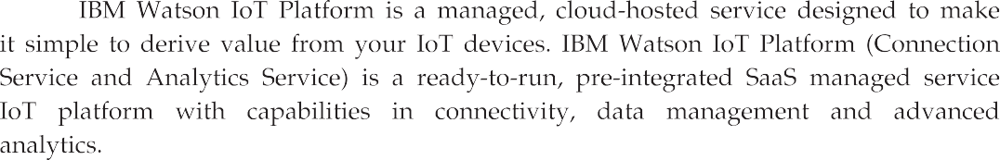 IBM Watson IoT Platform is a managed, cloud-hosted service designed to make
it simple to derive value from your IoT devices. IBM Watson IoT Platform (Connection
Service and Analytics Service) is a ready-to-run, pre-integrated SaaS managed service
IoT platform with capabilities in connectivity, data management and advanced
analytics.